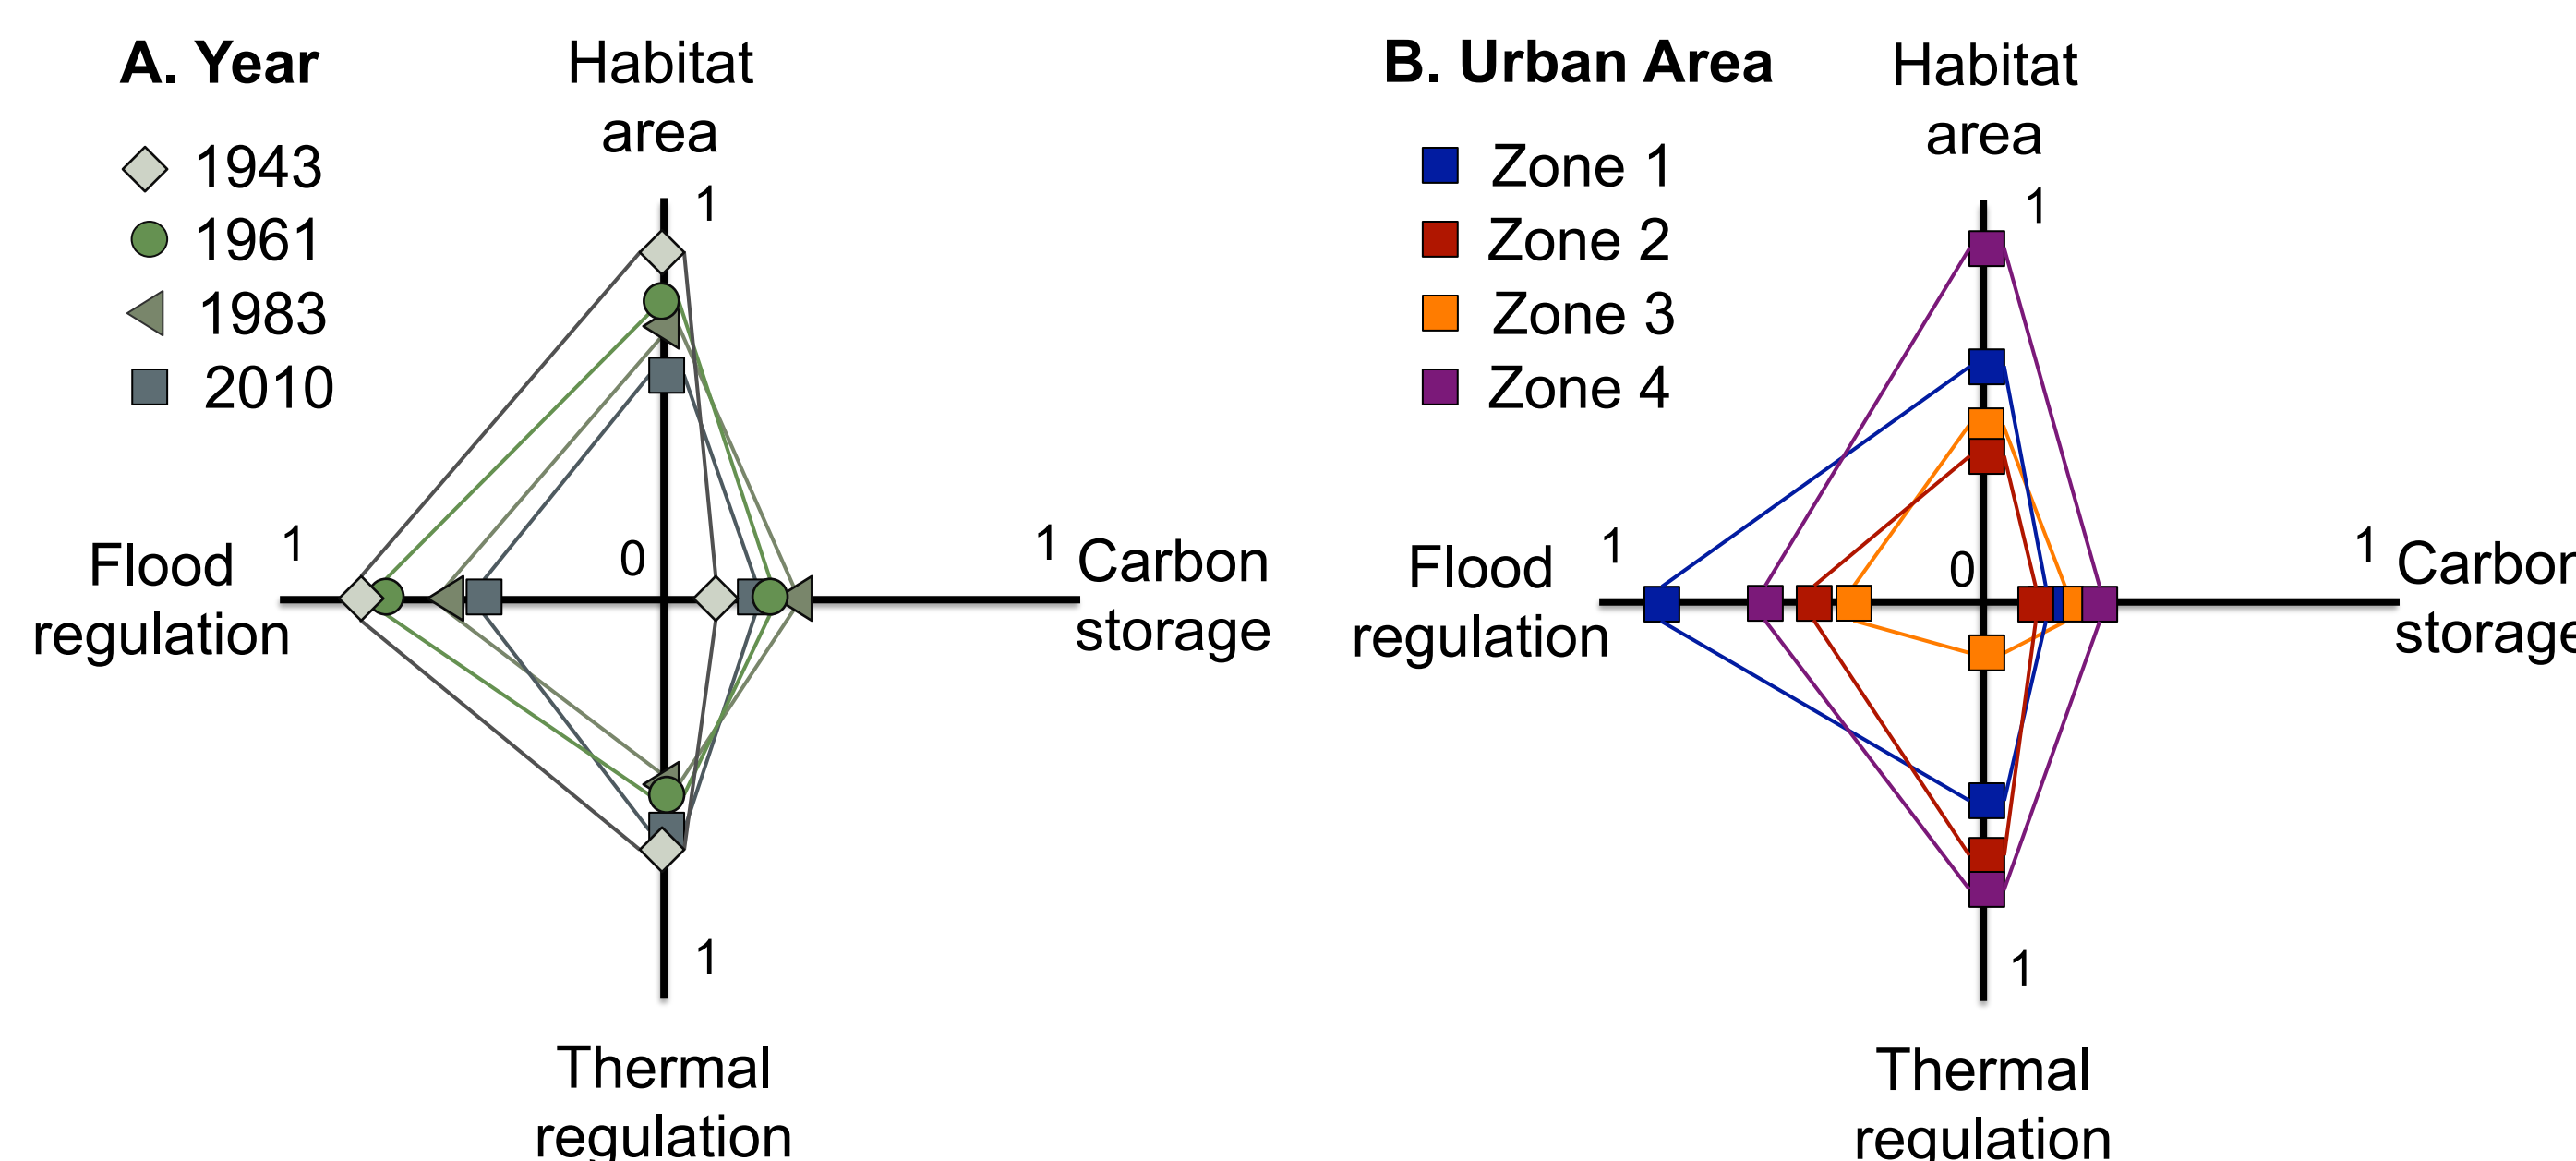 A. Year
1943
1961
1983
2010
Habitat
area
1
Flood
regulation
1
0
1
Carbon
storage
1
Thermal
regulation
B. Urban Area
Zone 1
Zone 2
Zone 3
Zone 4
Habitat
area
1
Flood
regulation
1
0
1
Carbon
storage
1
Thermal
regulation